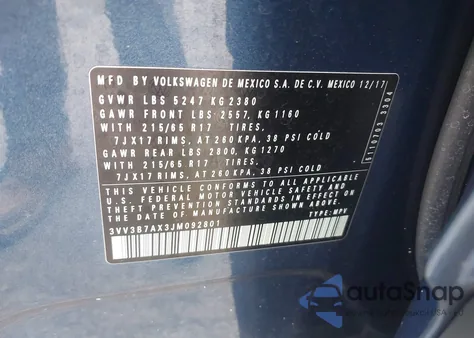 MFD BY VOLKSWAGEN DE MEXICO S.A. DE C.V. MEXICO 12/17
GVWR LBS 5247 KG 2380
GAWR FRONT LBS 2557, KG 1160
WITH 215/65 R17 TIRES,
7JX17 RIMS, AT 260 KPA, 38 PSI COLD
GAWR REAR LBS 2800, KG 1270
WITH 215/65 R17 TIRES,
7JX17 RIMS, AT 260 KPA, 38 PSI COLD
THIS VEHICLE CONFORMS TO ALL APPLICABLE
U.S. FEDERAL MOTOR VEHICLE SAFETY AND
THEFT PREVENTION STANDARDS IN EFFECT ON
THE DATE OF MANUFACTURE SHOWN ABOVE.
3VV3B7AX3JM092801 TYPE: MPV
autoSnap